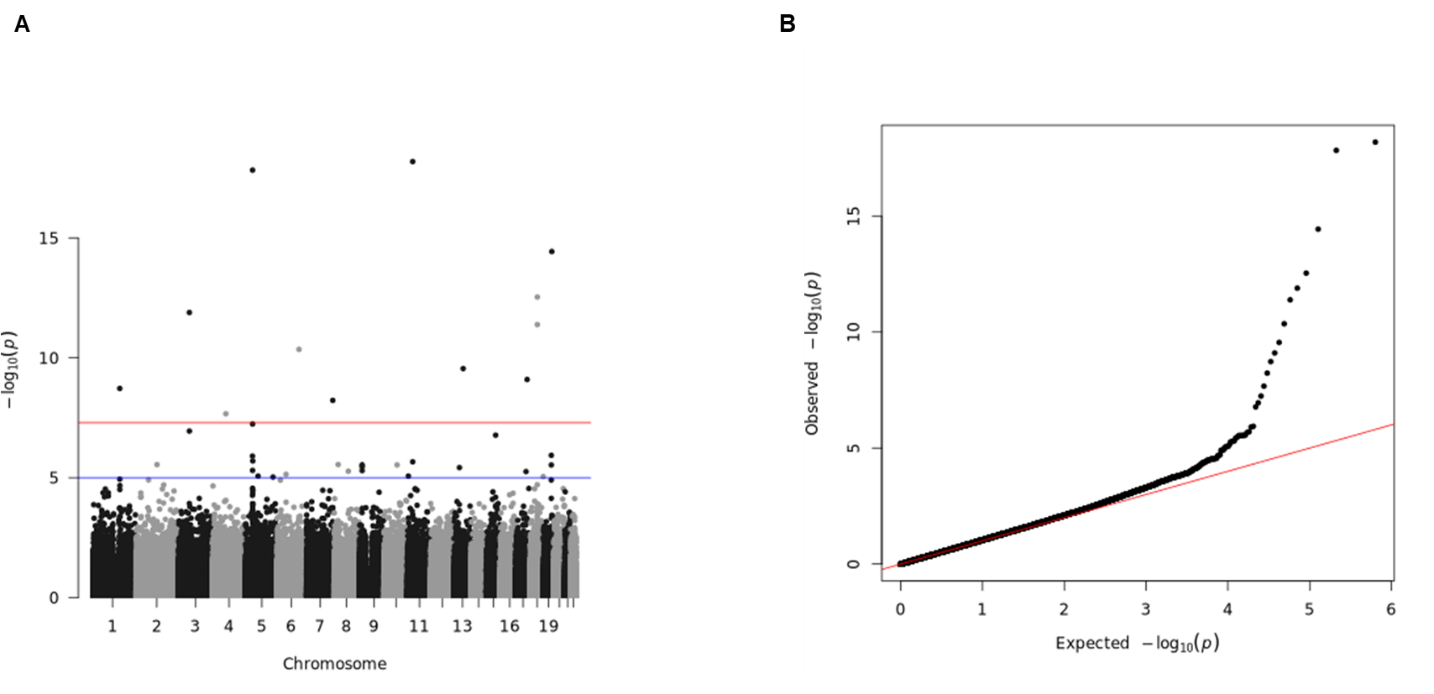 A
B
15
10
5
0
−log10(p)
1 2 3 4 5 6 7 8 9 11 13 16 19
Chromosome
15
10
5
0
Observed −log10(p)
0 1 2 3 4 5 6
Expected −log10(p)